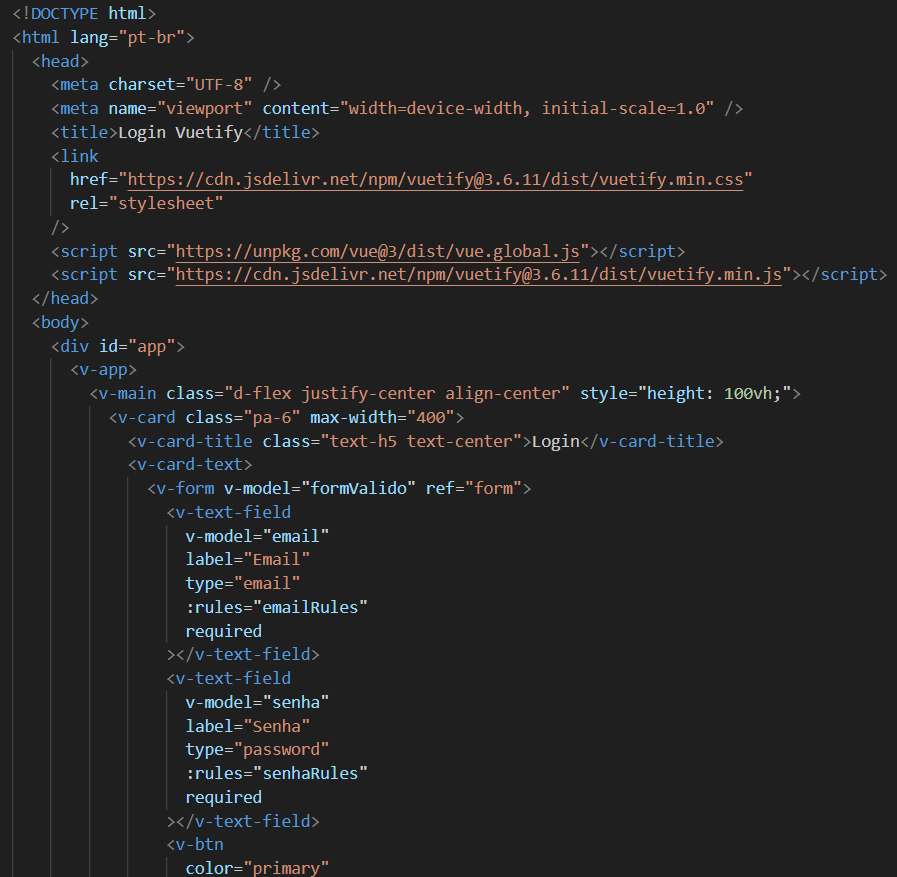 <!DOCTYPE html>
<html lang="pt-br">
<head>
<meta charset="UTF-8" />
<meta name="viewport" content="width=device-width, initial-scale=1.0" />
<title>Login Vuetify</title>
<link
href="https://cdn.jsdelivr.net/npm/vuetify@3.6.11/dist/vuetify.min.css"
rel="stylesheet"
/>
<script src="https://unpkg.com/vue@3/dist/vue.global.js"></script>
<script src="https://cdn.jsdelivr.net/npm/vuetify@3.6.11/dist/vuetify.min.js"></script>
</head>
<body>
<div id="app">
<v-app>
<v-main class="d-flex justify-center align-center" style="height: 100vh;">
<v-card class="pa-6" max-width="400">
<v-card-title class="text-h5 text-center">Login</v-card-title>
<v-card-text>
<v-form v-model="formValido" ref="form">
<v-text-field
v-model="email"
label="Email"
type="email"
:rules="emailRules"
required
></v-text-field>
<v-text-field
v-model="senha"
label="Senha"
type="password"
:rules="senhaRules"
required
></v-text-field>
<v-btn
color="primary"